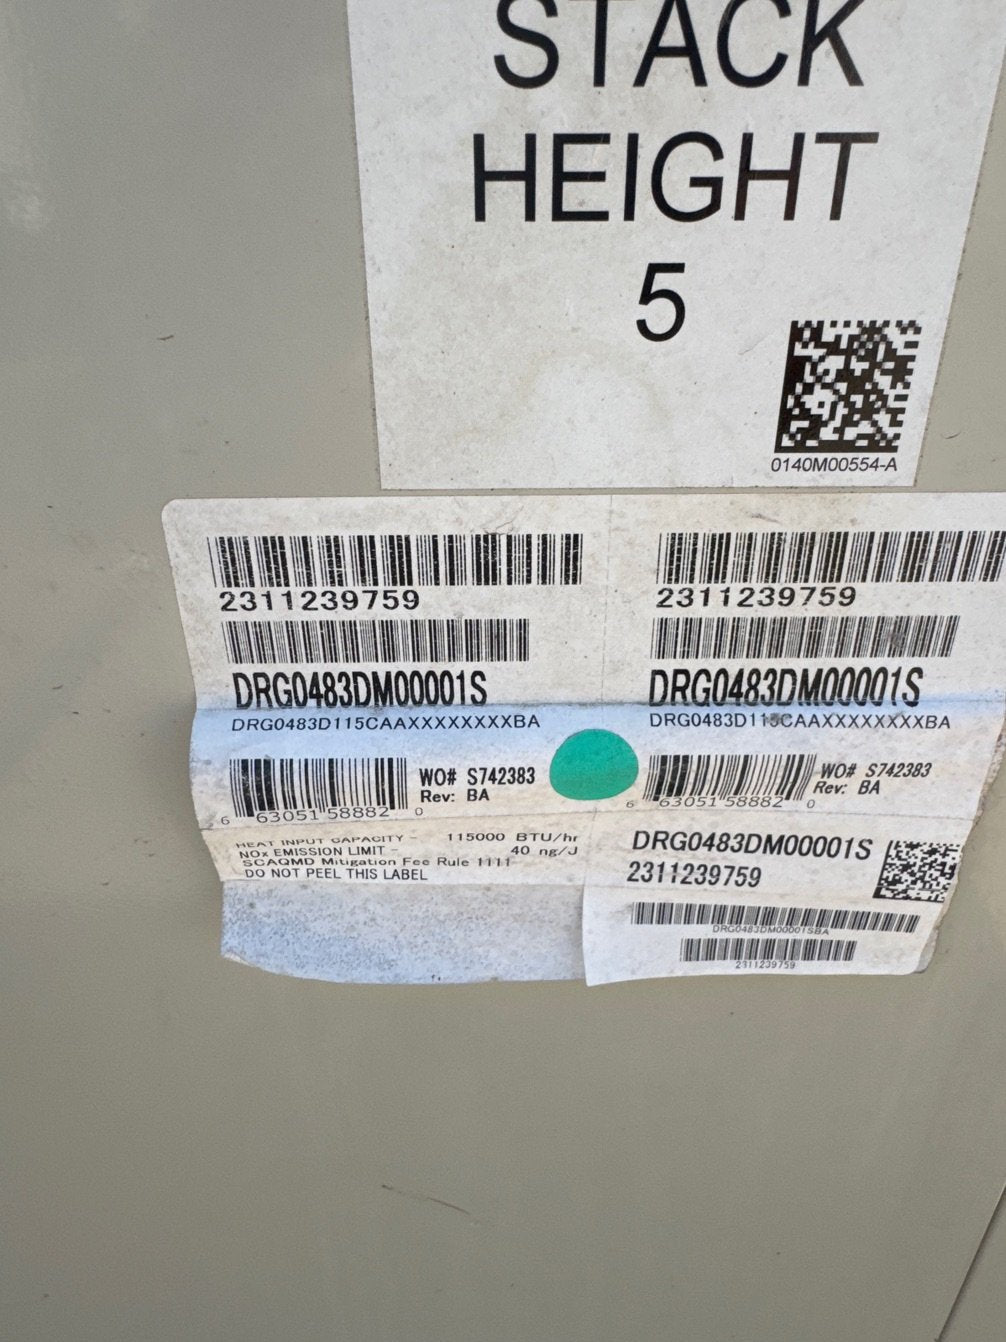 STACK
HEIGHT
5
0140M00554-A
2311239759
DRG0483DM00001S
DRG0483D115CAAXXXXXXXXBA
WO# S742383
Rev: BA
6 63051 58882 0
HEAT INPUT CAPACITY - 115000 BTU/hr
NOx EMISSION LIMIT - 40 ng/J
SCAQMD Mitigation Fee Rule 1111
DO NOT PEEL THIS LABEL
2311239759
DRG0483DM00001S
DRG0483D115CAAXXXXXXXXBA
WO# S742383
Rev: BA
6 63051 58882 0
DRG0483DM00001S
2311239759
DRG0483DM00001SBA
2311239759